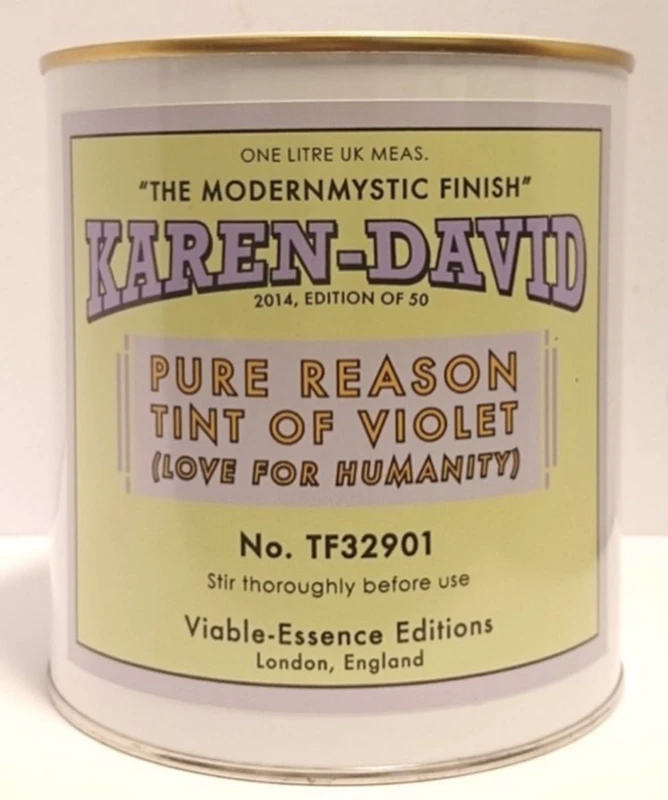 ONE LITRE UK MEAS.
"THE MODERNMYSTIC FINISH"
KAREN-DAVID
2014, EDITION OF 50
PURE REASON
TINT OF VIOLET
(LOVE FOR HUMANITY)
No. TF32901
Stir thoroughly before use
Viable-Essence Editions
London, England